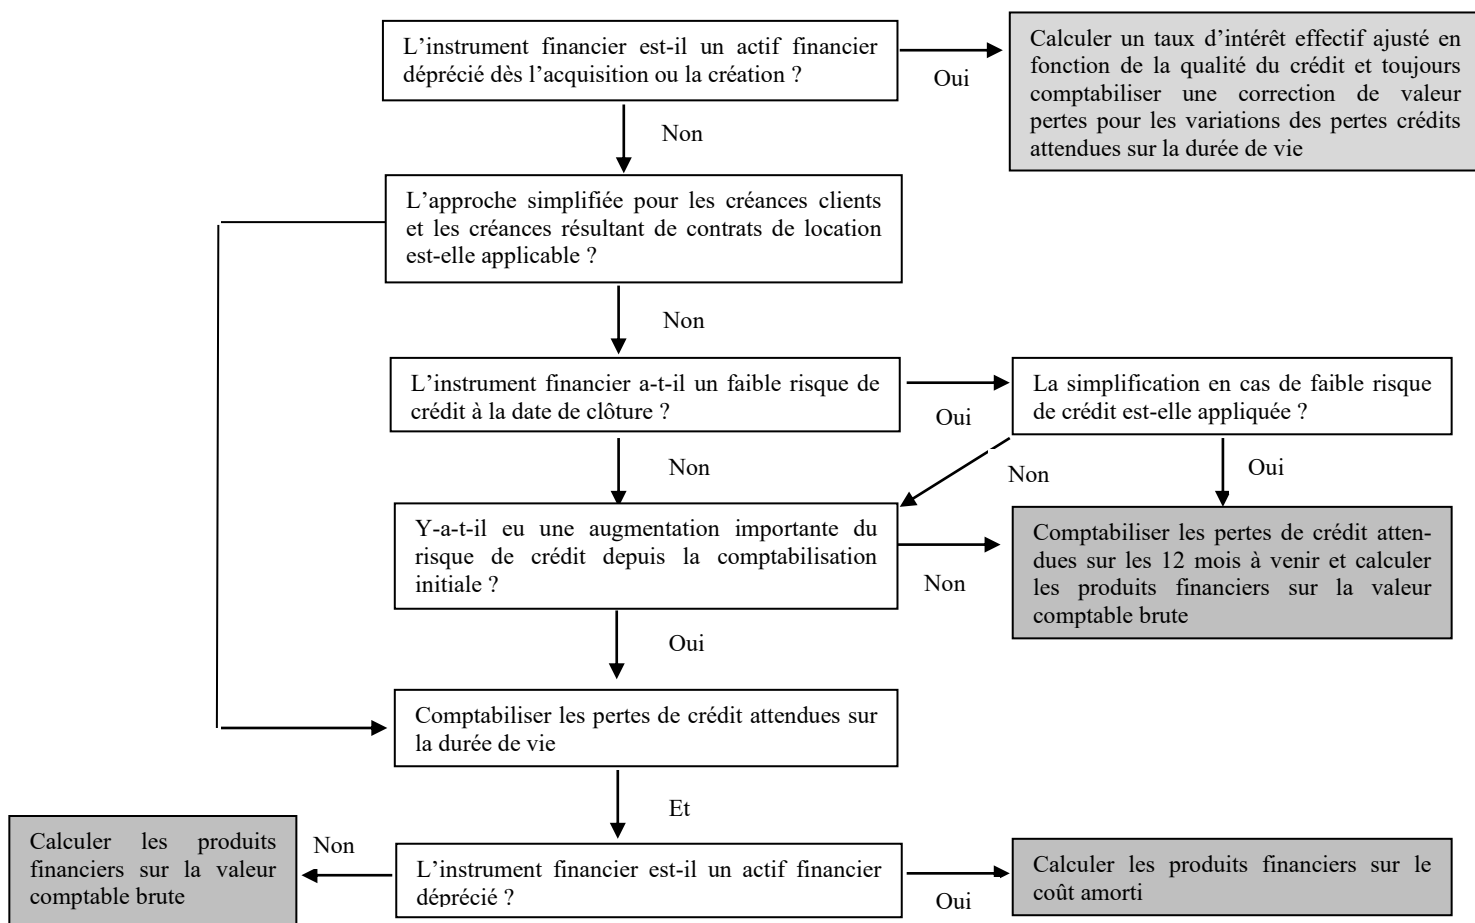 L’instrument financier est-il un actif financier
déprécié dès l’acquisition ou la création ?
Oui
Calculer un taux d’intérêt effectif ajusté en
fonction de la qualité du crédit et toujours
comptabiliser une correction de valeur
pertes pour les variations des pertes crédits
attendues sur la durée de vie
Non
L’approche simplifiée pour les créances clients
et les créances résultant de contrats de location
est-elle applicable ?
Non
L’instrument financier a-t-il un faible risque de
crédit à la date de clôture ?
Oui
La simplification en cas de faible risque
de crédit est-elle appliquée ?
Non
Non
Oui
Y-a-t-il eu une augmentation importante du
risque de crédit depuis la comptabilisation
initiale ?
Non
Comptabiliser les pertes de crédit atten-
dues sur les 12 mois à venir et calculer
les produits financiers sur la valeur
comptable brute
Oui
Comptabiliser les pertes de crédit attendues sur
la durée de vie
Et
Calculer les produits
financiers sur la valeur
comptable brute
Non
L’instrument financier est-il un actif financier
déprécié ?
Oui
Calculer les produits financiers sur le
coût amorti